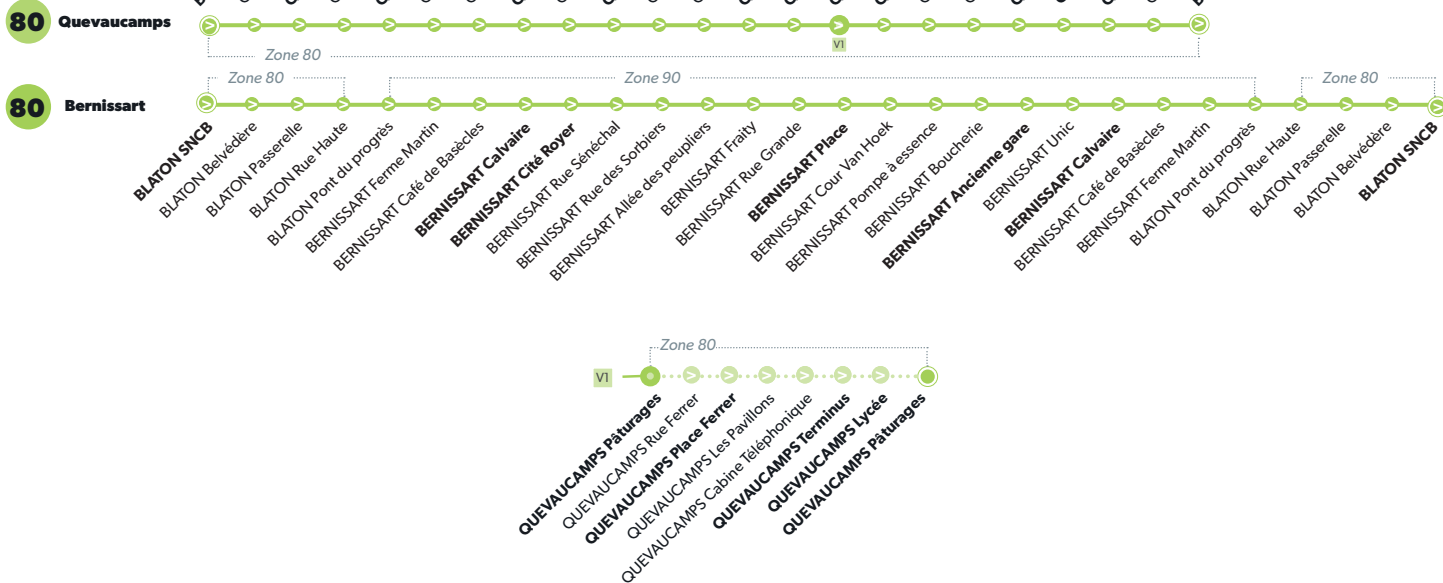 80 Quevaucamps
V1
Zone 80
Zone 80
Zone 90
Zone 80
80 Bernissart
BLATON SNCB
BLATON Belvédère
BLATON Passerelle
BLATON Rue Haute
BLATON Pont du progrès
BERNISSART Ferme Martin
BERNISSART Café de Basècles
BERNISSART Calvaire
BERNISSART Cité Royer
BERNISSART Rue Sénéchal
BERNISSART Rue des Sorbiers
BERNISSART Allée des peupliers
BERNISSART Fraity
BERNISSART Rue Grande
BERNISSART Place
BERNISSART Cour Van Hoek
BERNISSART Pompe à essence
BERNISSART Boucherie
BERNISSART Ancienne gare
BERNISSART Unic
BERNISSART Calvaire
BERNISSART Café de Basècles
BERNISSART Ferme Martin
BLATON Pont du progrès
BLATON Rue Haute
BLATON Passerelle
BLATON Belvédère
BLATON SNCB
Zone 80
V1
QUEVAUCAMPS Pâturages
QUEVAUCAMPS Rue Ferrer
QUEVAUCAMPS Place Ferrer
QUEVAUCAMPS Les Pavillons
QUEVAUCAMPS Cabine Téléphonique
QUEVAUCAMPS Terminus
QUEVAUCAMPS Lycée
QUEVAUCAMPS Pâturages